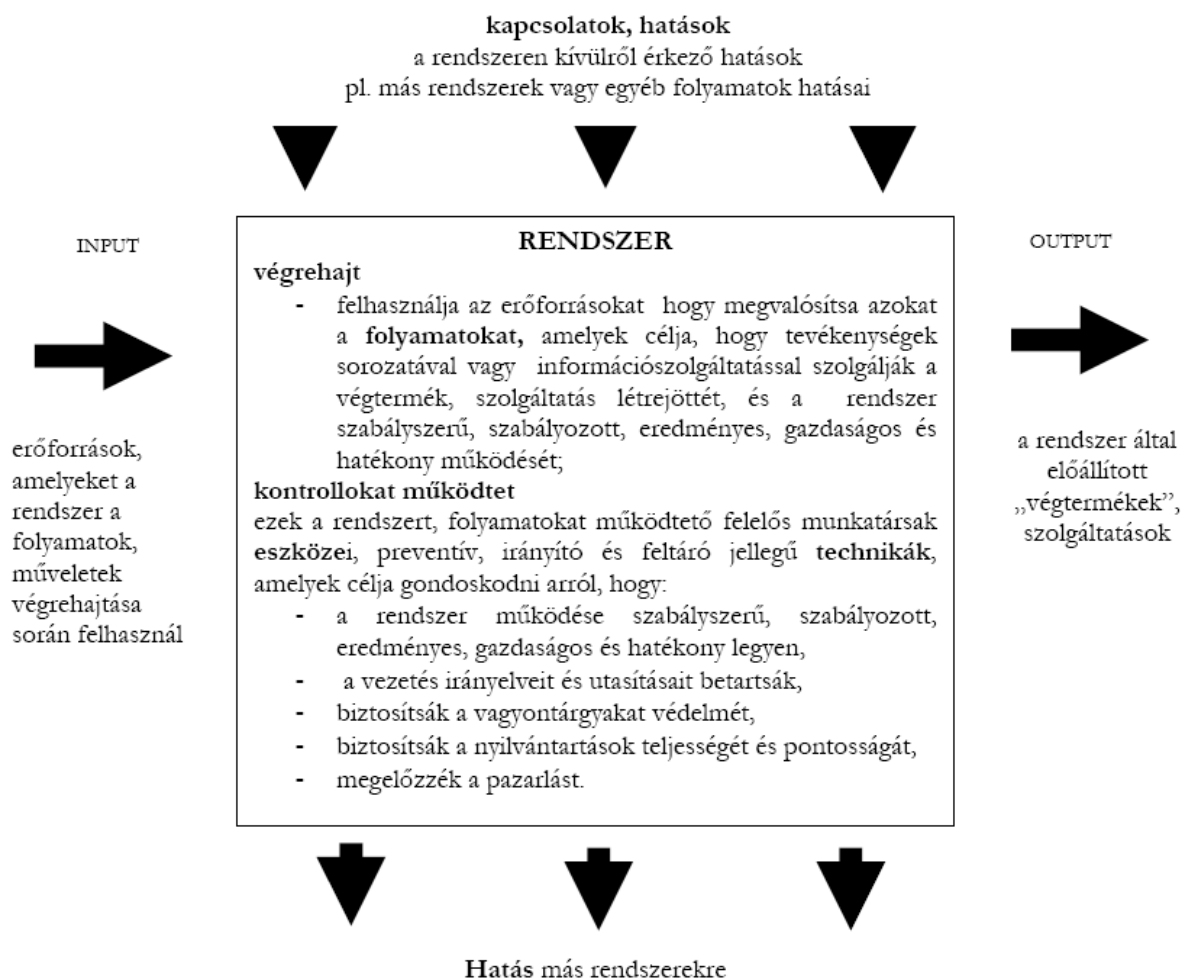 kapcsolatok, hatások
a rendszeren kívülről érkező hatások
pl. más rendszerek vagy egyéb folyamatok hatásai
INPUT
erőforrások,
amelyeket a
rendszer a
folyamatok,
műveletek
végrehajtása
során felhasznál
RENDSZER
végrehajt
- felhasználja az erőforrásokat hogy megvalósítsa azokat
a folyamatokat, amelyek célja, hogy tevékenységek
sorozatával vagy információszolgáltatással szolgálják a
végtermék, szolgáltatás létrejöttét, és a rendszer
szabályszerű, szabályozott, eredményes, gazdaságos és
hatékony működését;
kontrollokat működtet
ezek a rendszert, folyamatokat működtető felelős munkatársak
eszközei, preventív, irányító és feltáró jellegű technikák,
amelyek célja gondoskodni arról, hogy:
- a rendszer működése szabályszerű, szabályozott,
eredményes, gazdaságos és hatékony legyen,
- a vezetés irányelveit és utasításait betartsák,
- biztosítsák a vagyontárgyakat védelmét,
- biztosítsák a nyilvántartások teljességét és pontosságát,
- megelőzzék a pazarlást.
OUTPUT
a rendszer által
előállított
„végtermékek”,
szolgáltatások
Hatás más rendszerekre